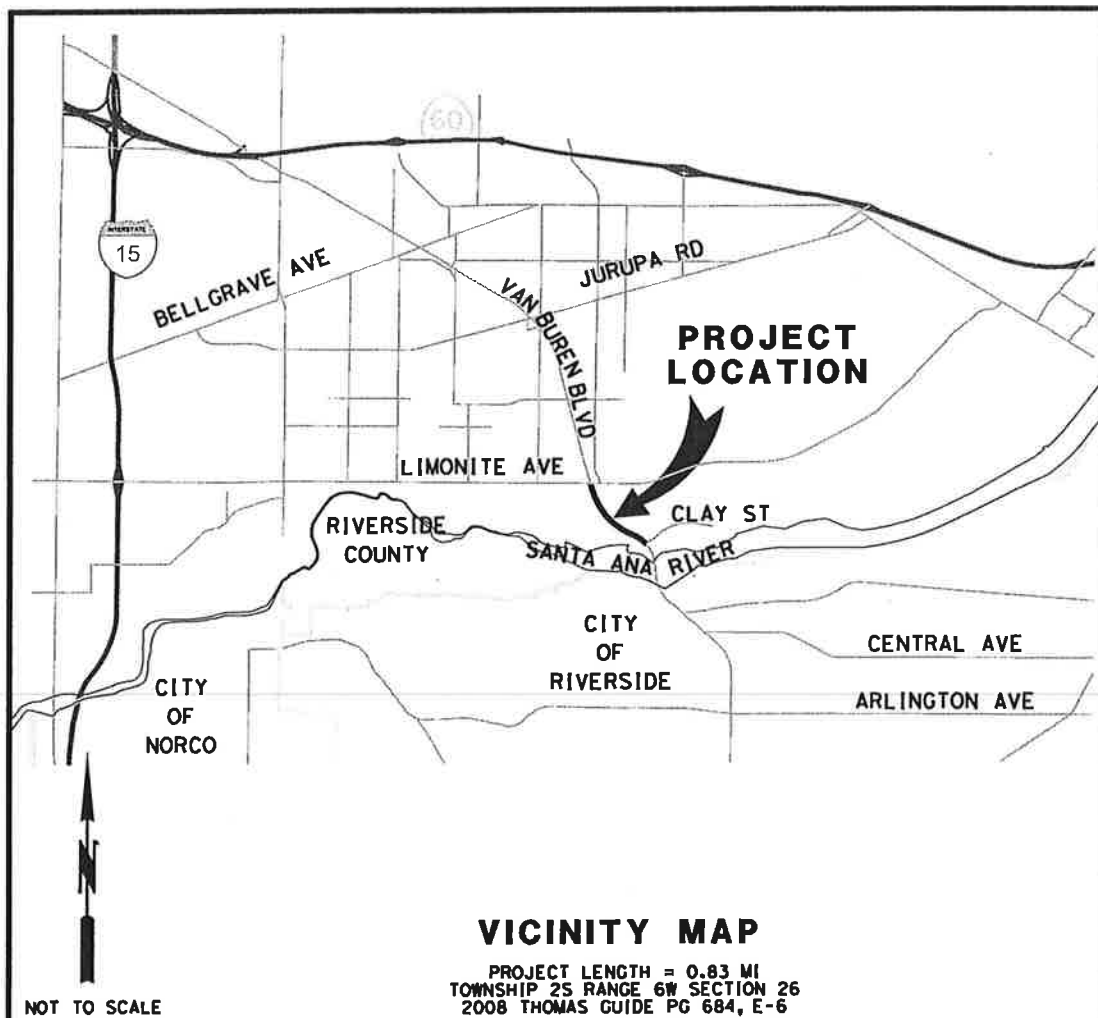 60
INTERSTATE
15
BELLGRAVE AVE
JURUPA RD
VAN BUREN BLVD
PROJECT
LOCATION
LIMONITE AVE
CLAY ST
RIVERSIDE
COUNTY
SANTA ANA RIVER
CITY
OF
RIVERSIDE
CENTRAL AVE
ARLINGTON AVE
CITY
OF
NORCO
N
NOT TO SCALE
VICINITY MAP
PROJECT LENGTH = 0.83 MI
TOWNSHIP 2S RANGE 6W SECTION 26
2008 THOMAS GUIDE PG 684, E-6